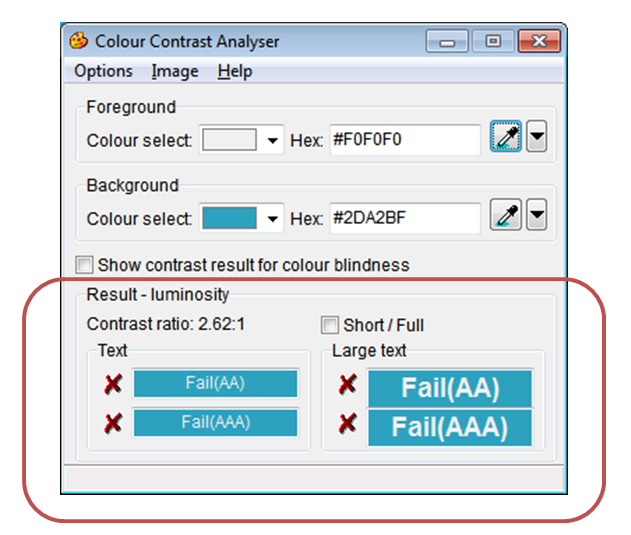 Colour Contrast Analyser
Options Image Help
Foreground
Colour select: Hex: #F0F0F0
Background
Colour select: Hex: #2DA2BF
Show contrast result for colour blindness
Result - luminosity
Contrast ratio: 2.62:1 Short / Full
Text Large text
Fail(AA) Fail(AA)
Fail(AAA) Fail(AAA)